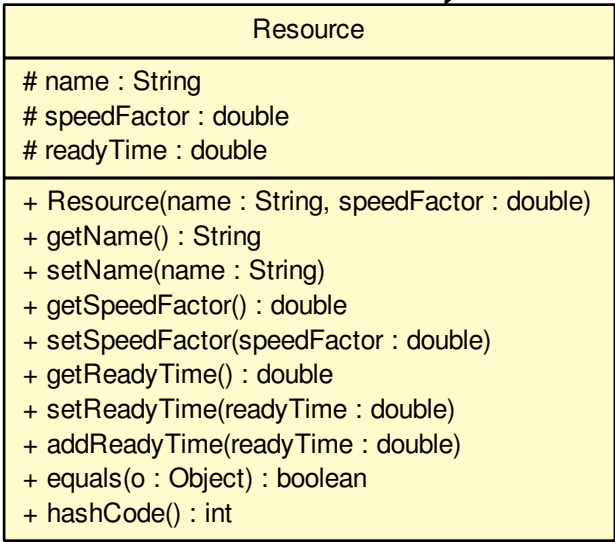 Resource
# name : String
# speedFactor : double
# readyTime : double
+ Resource(name : String, speedFactor : double)
+ getName() : String
+ setName(name : String)
+ getSpeedFactor() : double
+ setSpeedFactor(speedFactor : double)
+ getReadyTime() : double
+ setReadyTime(readyTime : double)
+ addReadyTime(readyTime : double)
+ equals(o : Object) : boolean
+ hashCode() : int